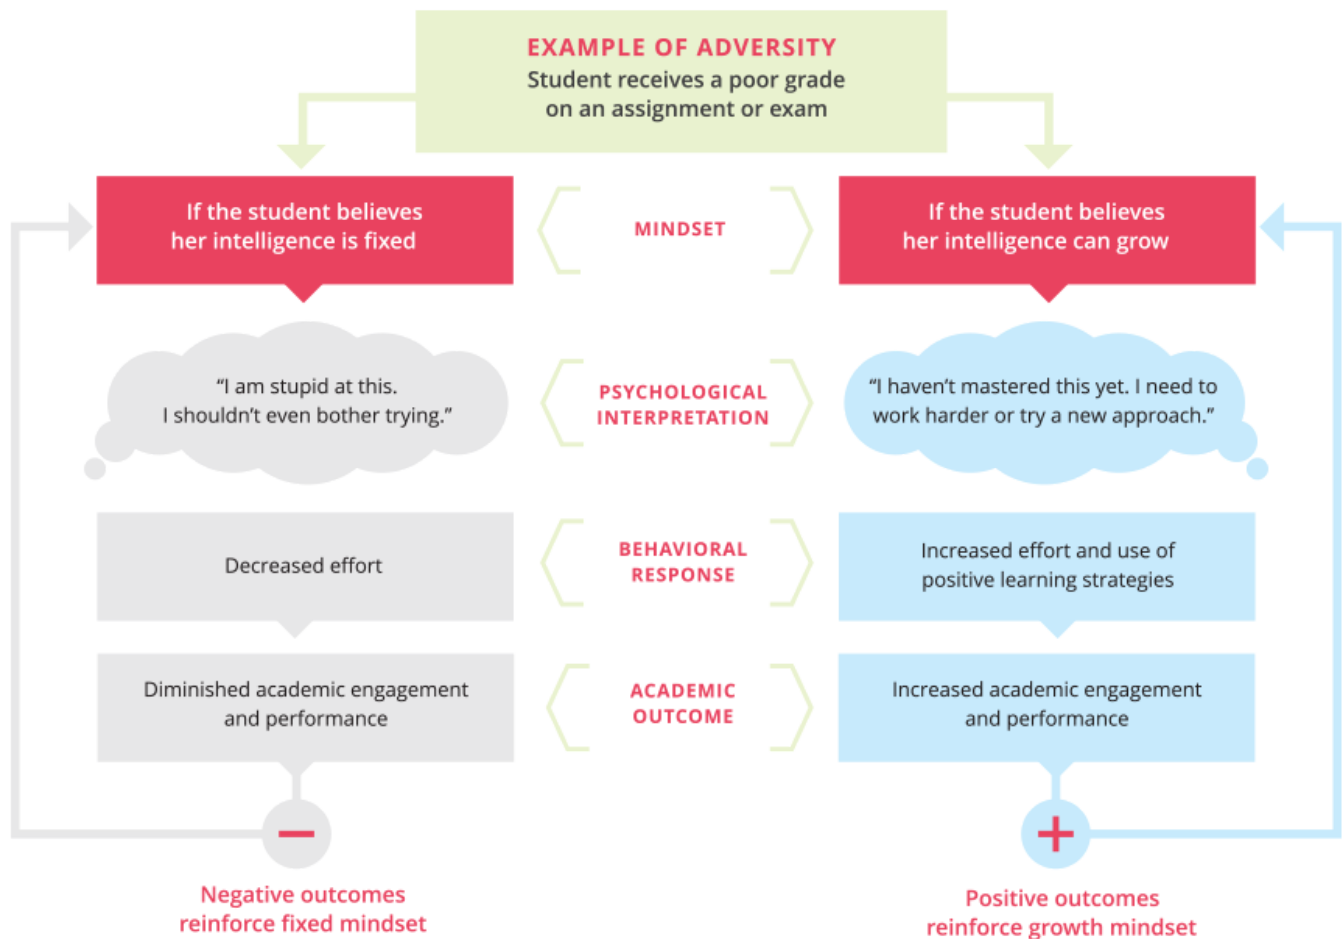 EXAMPLE OF ADVERSITY
Student receives a poor grade
on an assignment or exam
If the student believes
her intelligence is fixed
MINDSET
If the student believes
her intelligence can grow
“I am stupid at this.
I shouldn’t even bother trying.”
PSYCHOLOGICAL
INTERPRETATION
“I haven’t mastered this yet. I need to
work harder or try a new approach.”
Decreased effort
BEHAVIORAL
RESPONSE
Increased effort and use of
positive learning strategies
Diminished academic engagement
and performance
ACADEMIC
OUTCOME
Increased academic engagement
and performance
−
+
Negative outcomes
reinforce fixed mindset
Positive outcomes
reinforce growth mindset